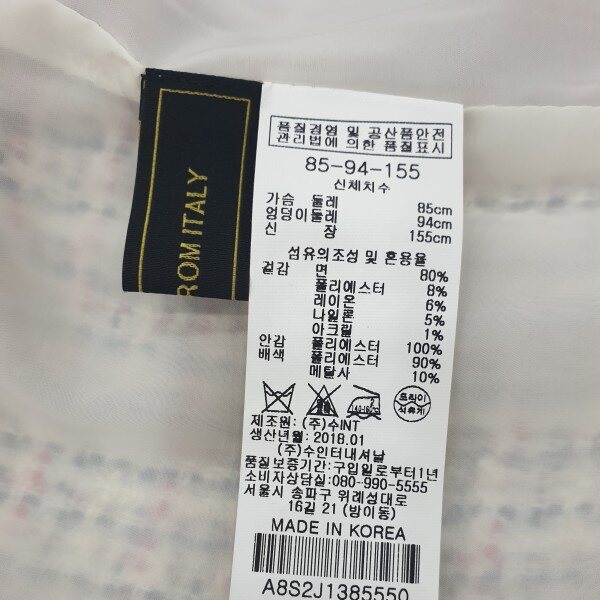 ROM ITALY
품질경영 및 공산품안전
관리법에 의한 품질표시
85-94-155
신체치수
가슴 둘레 85cm
엉덩이둘레 94cm
신 장 155cm
섬유의조성 및 혼용율
겉감 면 80%
폴리에스터 8%
레이온 6%
나일론 5%
아크릴 1%
안감 폴리에스터 100%
배색 폴리에스터 90%
메탈사 10%
드라이
석유계
제조원: (주)수INT
생산년월: 2018.01
(주)수인터내셔날
품질보증기간: 구입일로부터1년
소비자상담실: 080-990-5555
서울시 송파구 위례성대로
16길 21 (방이동)
MADE IN KOREA
A8S2J1385550